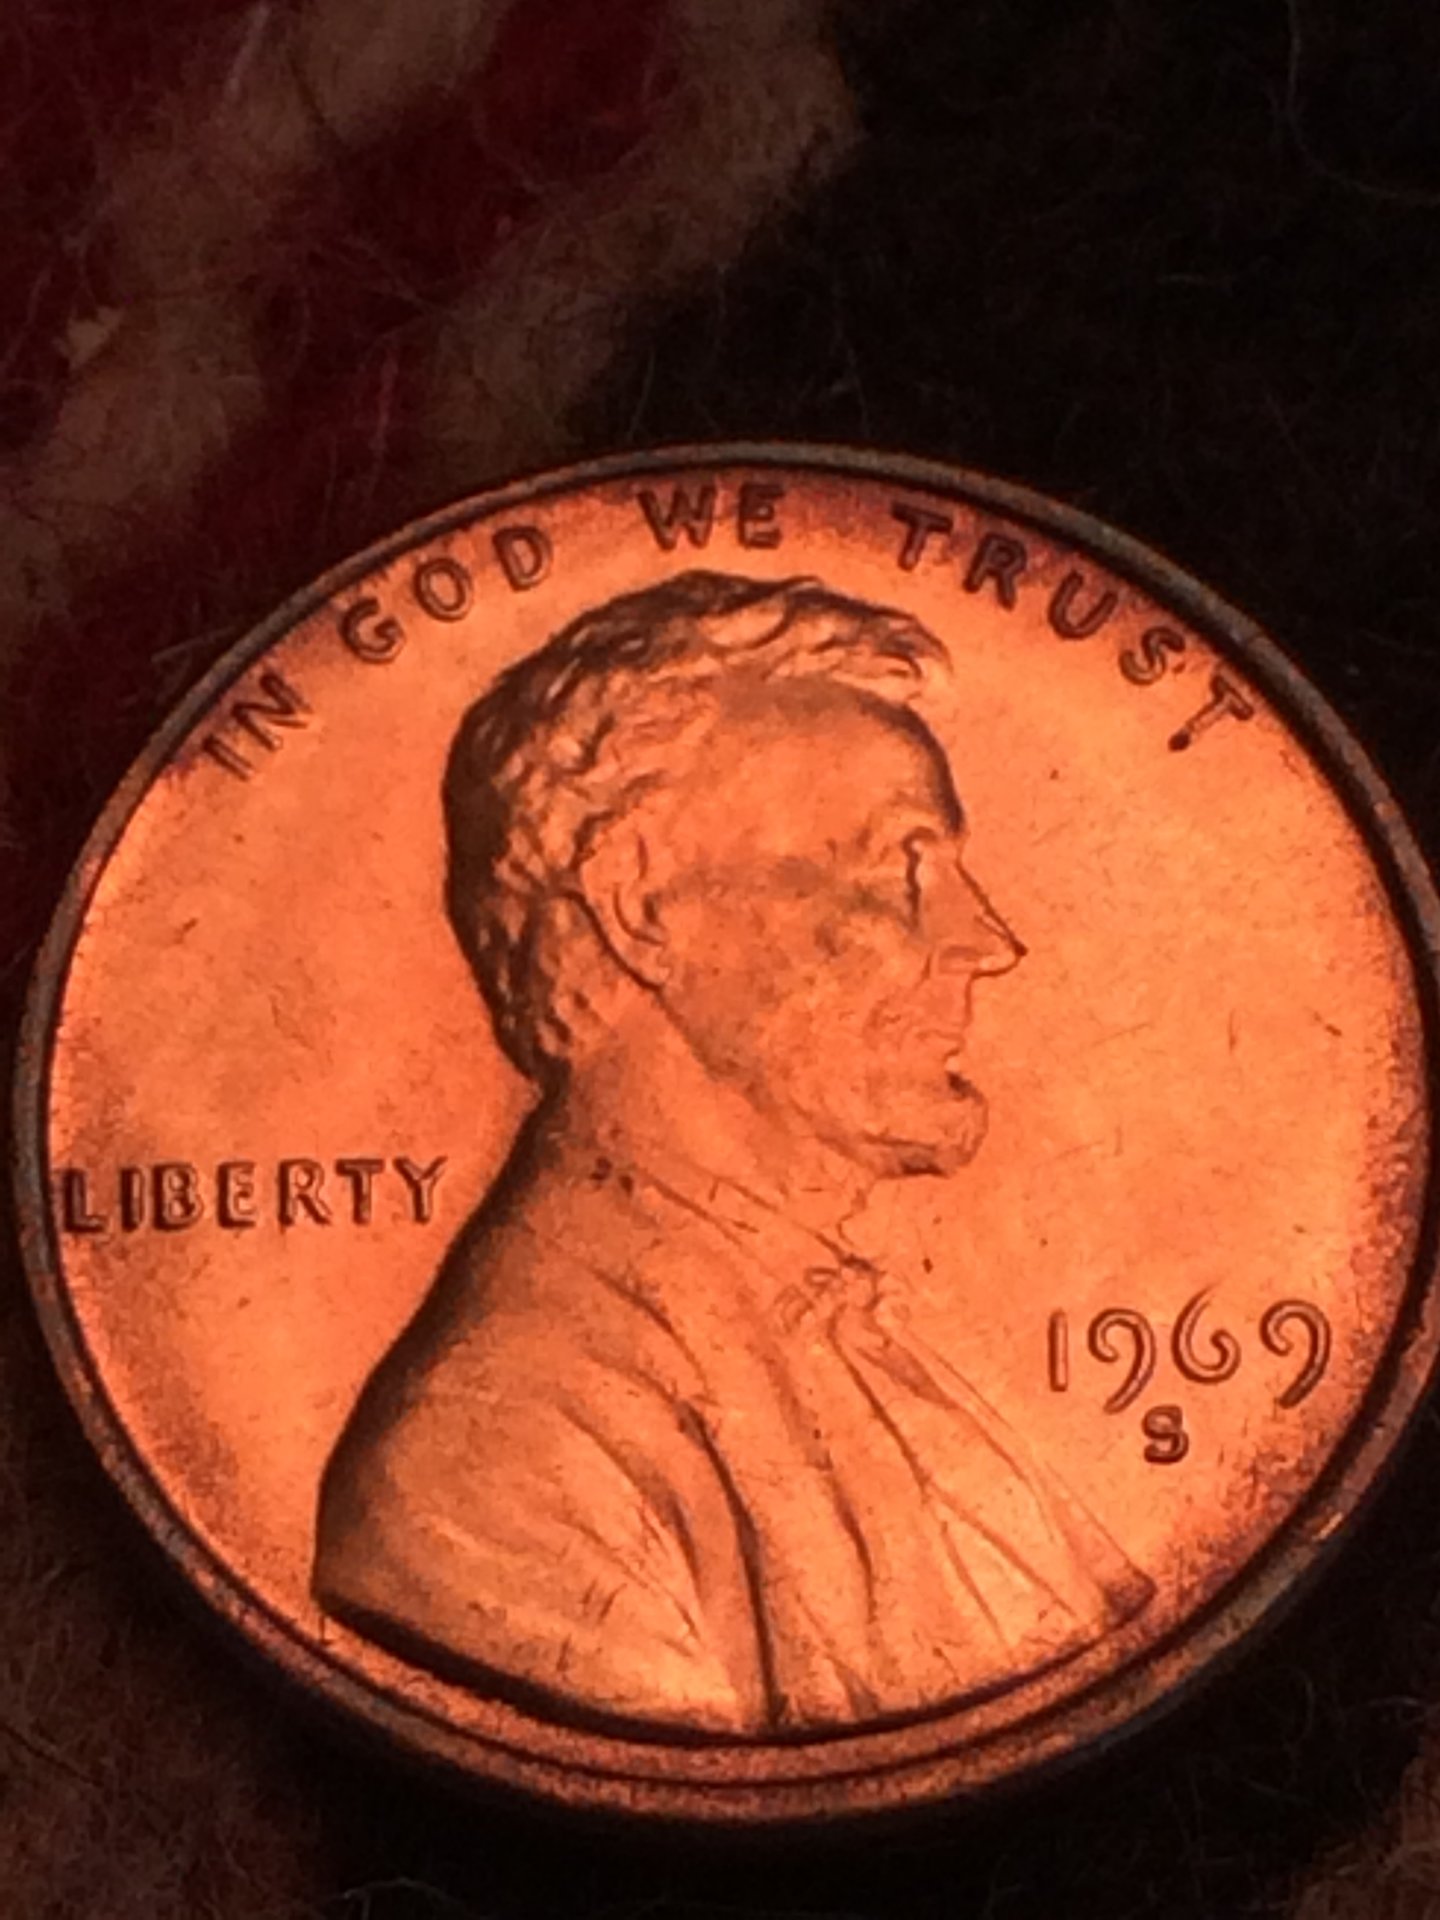 IN GOD WE TRUST
LIBERTY
1969
S